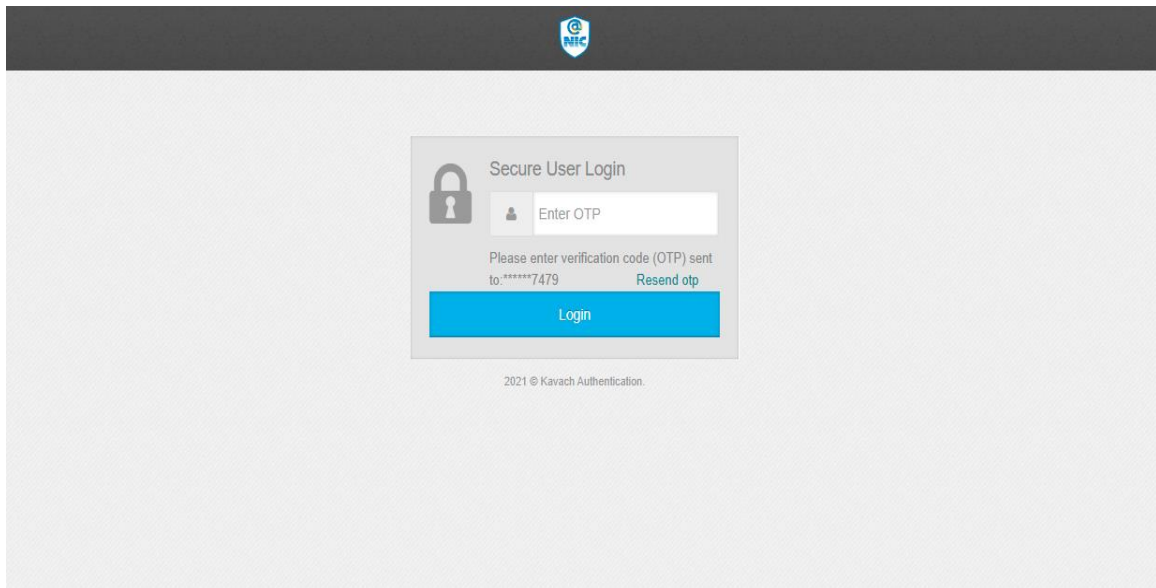 @
NIC
Secure User Login
Enter OTP
Please enter verification code (OTP) sent
to:******7479 Resend otp
Login
2021 © Kavach Authentication.